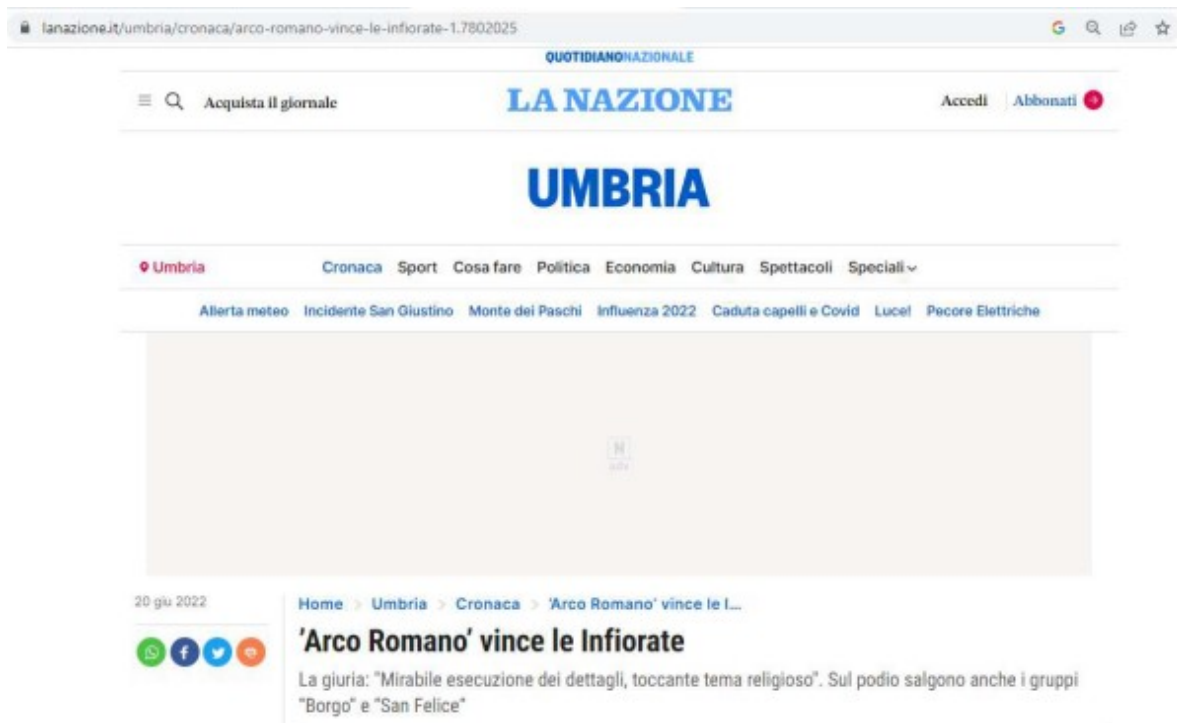 lanazione.it/umbria/cronaca/arco-romano-vince-le-infiorate-1.7802025
QUOTIDIANONAZIONALE
Acquista il giornale LA NAZIONE Accedi Abbonati
UMBRIA
Umbria Cronaca Sport Cosa fare Politica Economia Cultura Spettacoli Speciali
Allerta meteo Incidente San Giustino Monte dei Paschi Influenza 2022 Caduta capelli e Covid Luce! Pecore Elettriche
N
adv
20 giu 2022 Home > Umbria > Cronaca > 'Arco Romano' vince le I...
'Arco Romano' vince le Infiorate
La giuria: "Mirabile esecuzione dei dettagli, toccante tema religioso". Sul podio salgono anche i gruppi
"Borgo" e "San Felice"